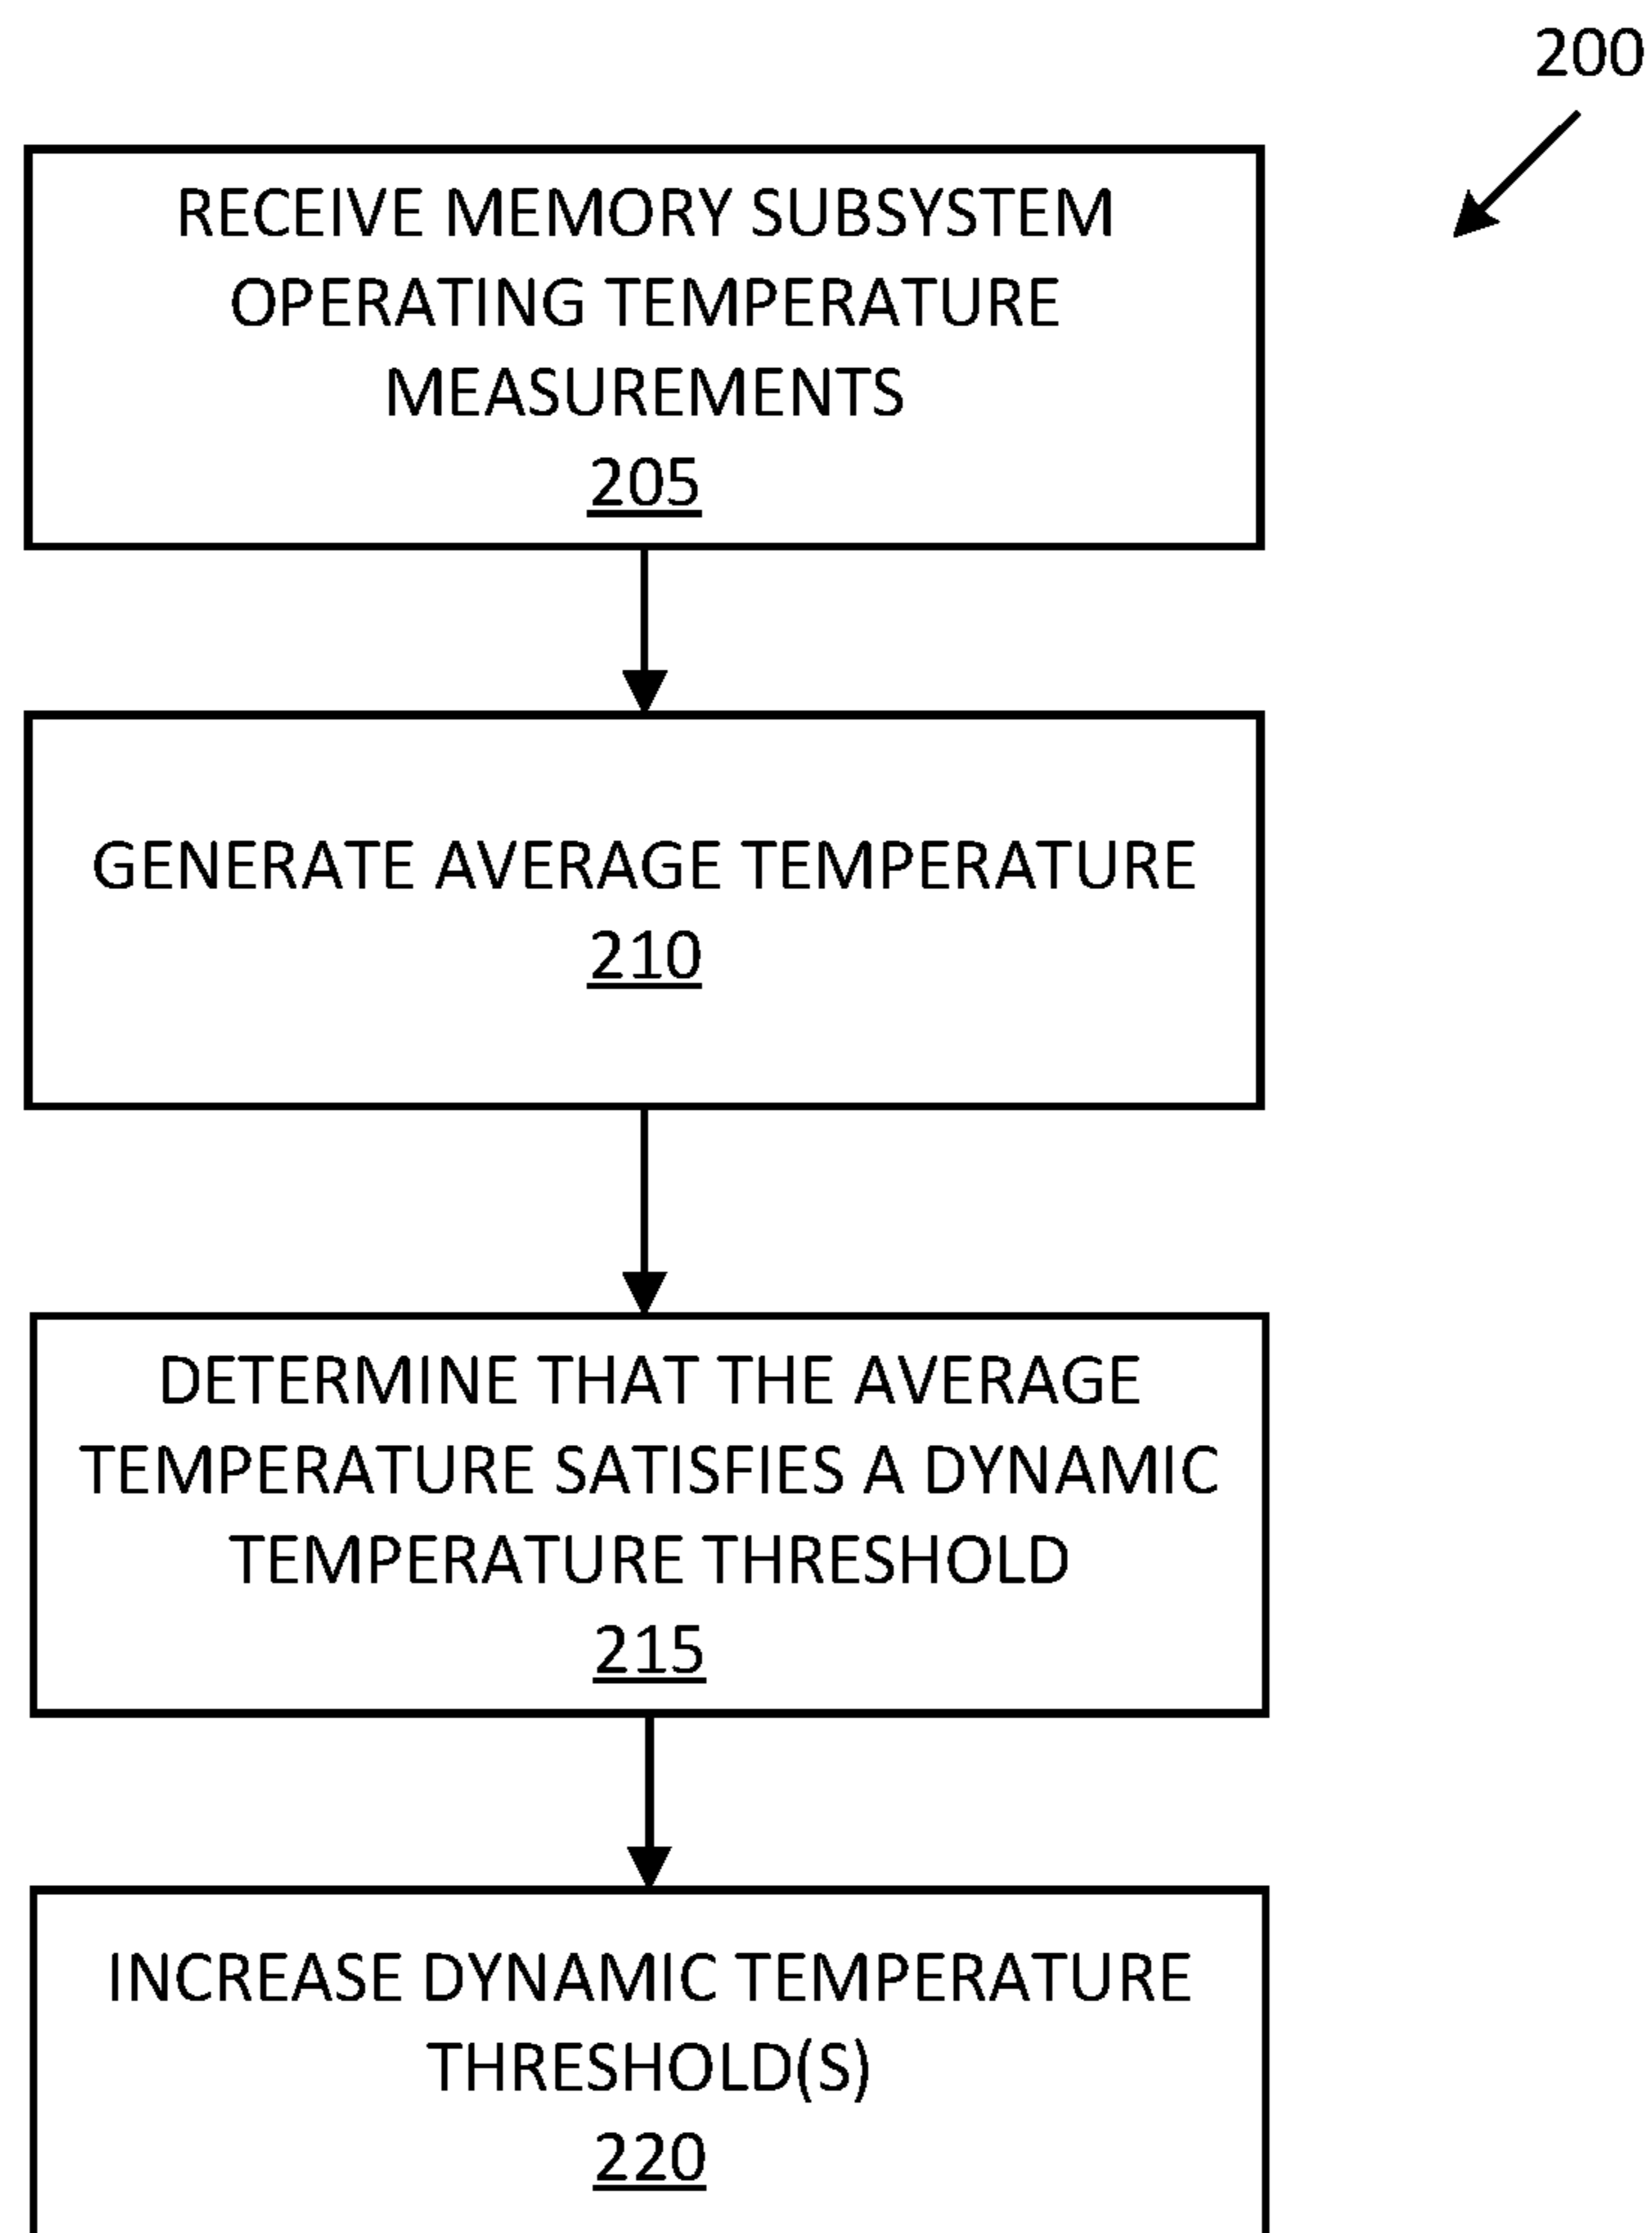 200
RECEIVE MEMORY SUBSYSTEM
OPERATING TEMPERATURE
MEASUREMENTS
205
GENERATE AVERAGE TEMPERATURE
210
DETERMINE THAT THE AVERAGE
TEMPERATURE SATISFIES A DYNAMIC
TEMPERATURE THRESHOLD
215
INCREASE DYNAMIC TEMPERATURE
THRESHOLD(S)
220